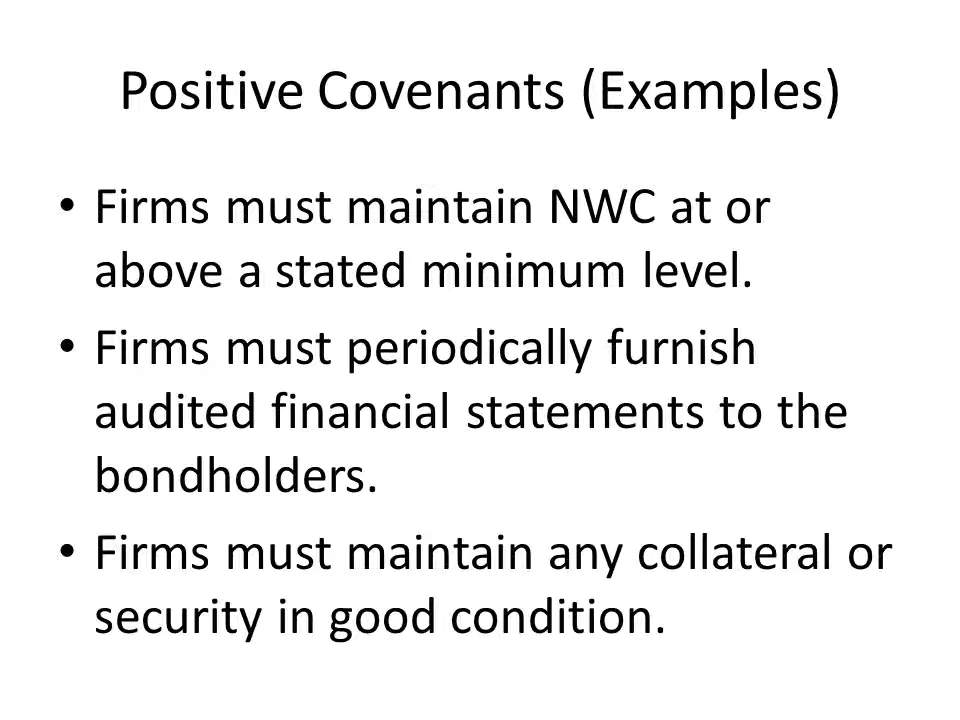 Positive Covenants (Examples)
• Firms must maintain NWC at or
above a stated minimum level.
• Firms must periodically furnish
audited financial statements to the
bondholders.
• Firms must maintain any collateral or
security in good condition.